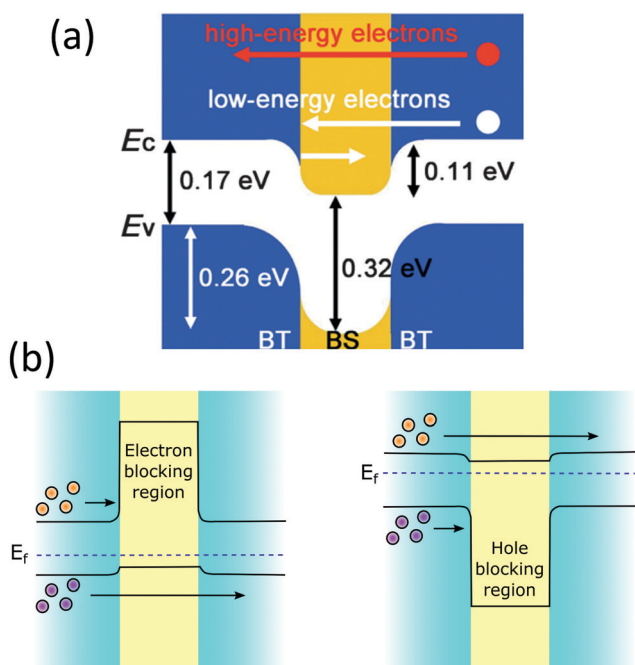 (a)
high-energy electrons
low-energy electrons
Ec
0.17 eV
0.11 eV
Ev
0.26 eV
0.32 eV
BT BS BT
(b)
Electron
blocking
region
Ef
Ef
Hole
blocking
region